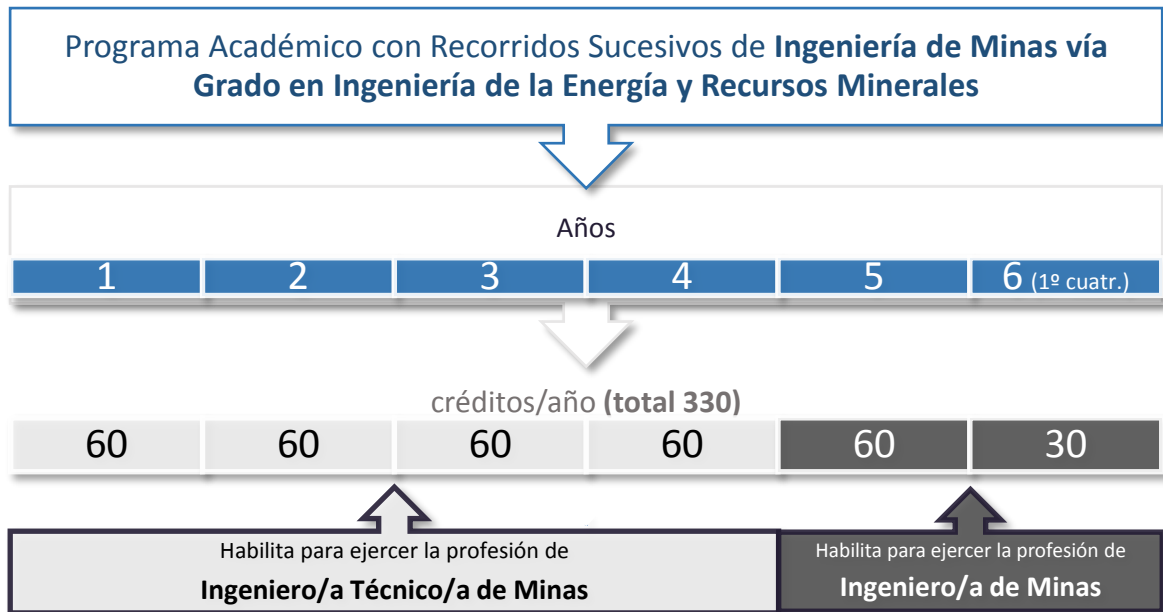 Programa Académico con Recorridos Sucesivos de Ingeniería de Minas vía
Grado en Ingeniería de la Energía y Recursos Minerales
Años
1 2 3 4 5 6 (1º cuatr.)
créditos/año (total 330)
60 60 60 60 60 30
Habilita para ejercer la profesión de
Ingeniero/a Técnico/a de Minas
Habilita para ejercer la profesión de
Ingeniero/a de Minas